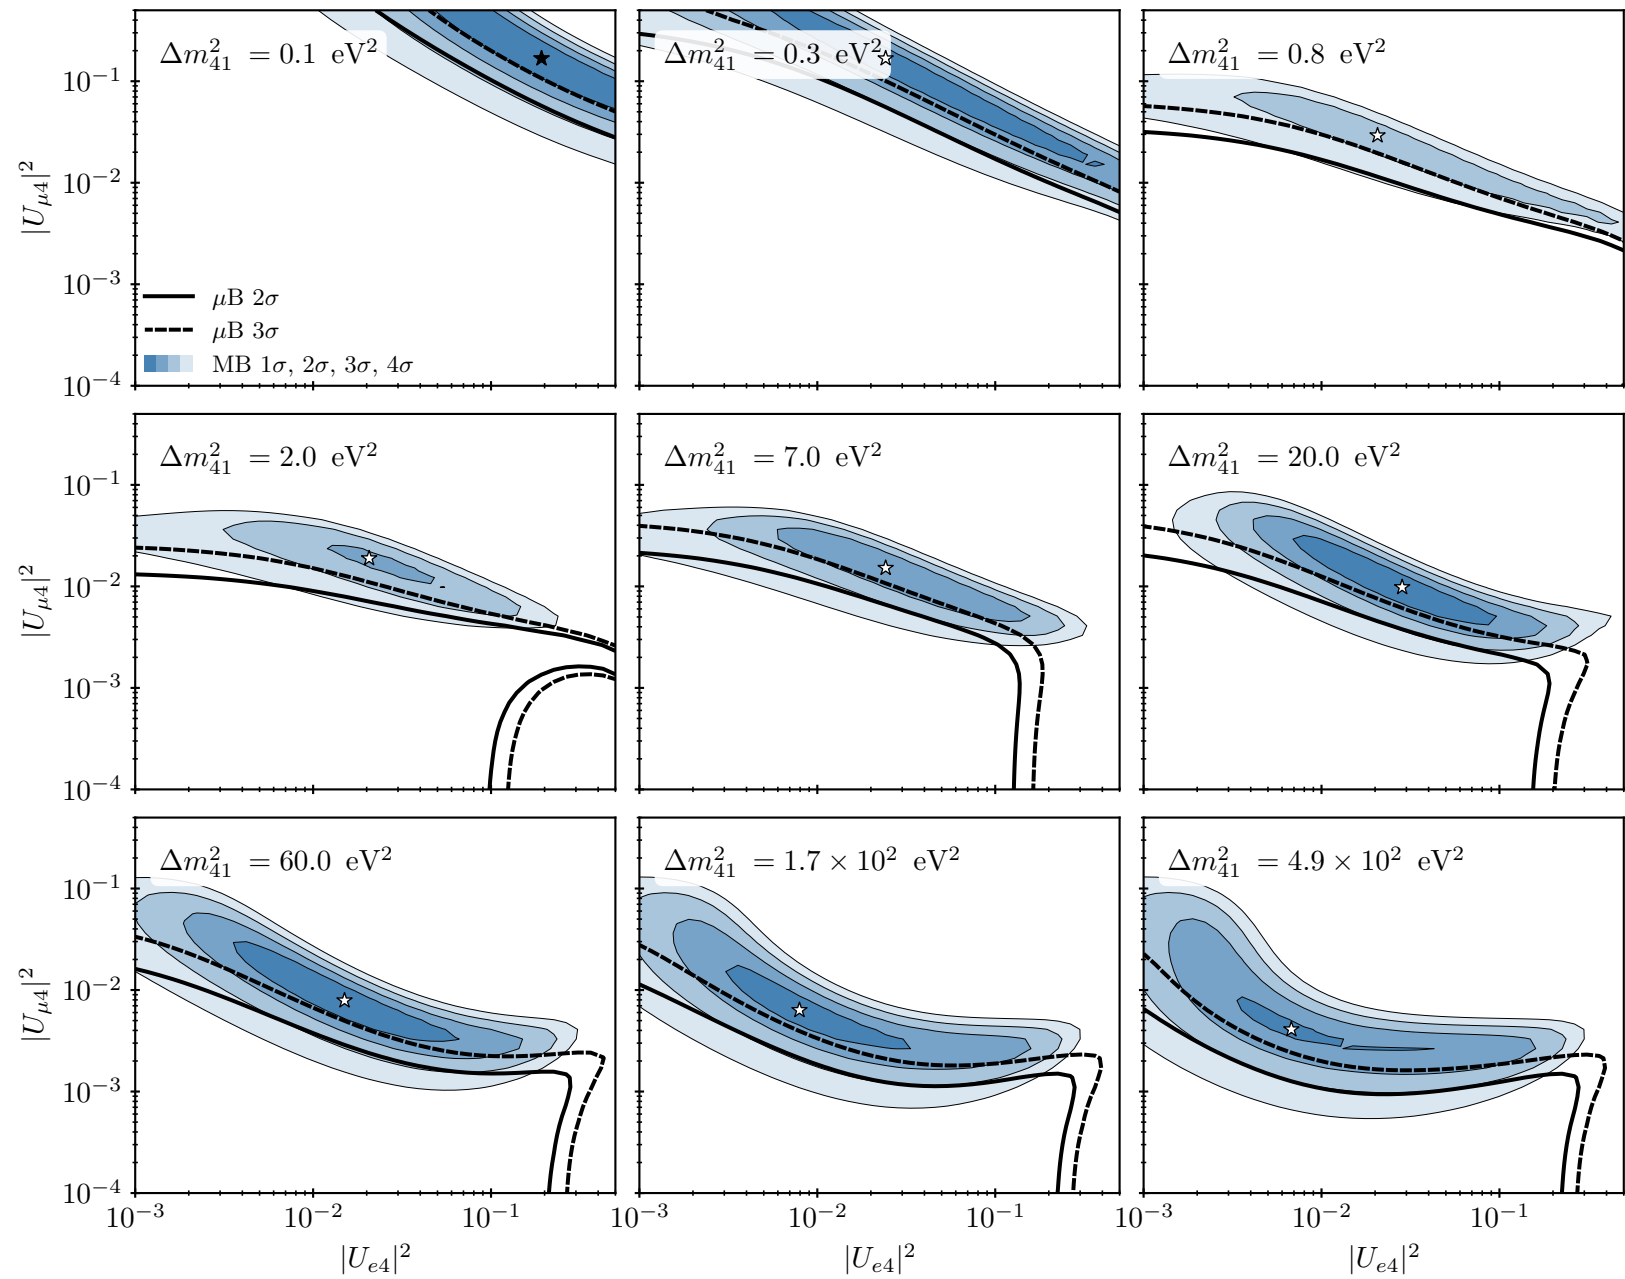 Δm²₄₁ = 0.1 eV²
Δm²₄₁ = 0.3 eV²
Δm²₄₁ = 0.8 eV²
10⁻¹
10⁻²
10⁻³
10⁻⁴
|U_μ4|²
μB 2σ
μB 3σ
MB 1σ, 2σ, 3σ, 4σ
Δm²₄₁ = 2.0 eV²
Δm²₄₁ = 7.0 eV²
Δm²₄₁ = 20.0 eV²
10⁻¹
10⁻²
10⁻³
10⁻⁴
|U_μ4|²
Δm²₄₁ = 60.0 eV²
Δm²₄₁ = 1.7 × 10² eV²
Δm²₄₁ = 4.9 × 10² eV²
10⁻¹
10⁻²
10⁻³
10⁻⁴
|U_μ4|²
10⁻³ 10⁻² 10⁻¹
10⁻³ 10⁻² 10⁻¹
10⁻³ 10⁻² 10⁻¹
|U_e4|²
|U_e4|²
|U_e4|²